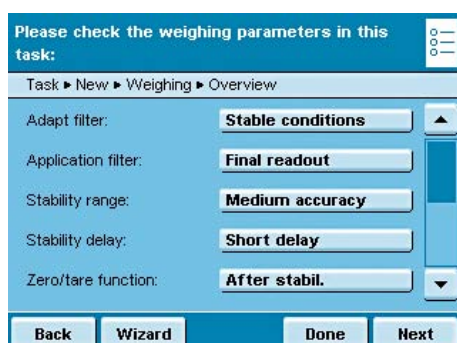 Please check the weighing parameters in this
task:
Task ▸ New ▸ Weighing ▸ Overview
Adapt filter: Stable conditions
Application filter: Final readout
Stability range: Medium accuracy
Stability delay: Short delay
Zero/tare function: After stabil.
Back Wizard Done Next